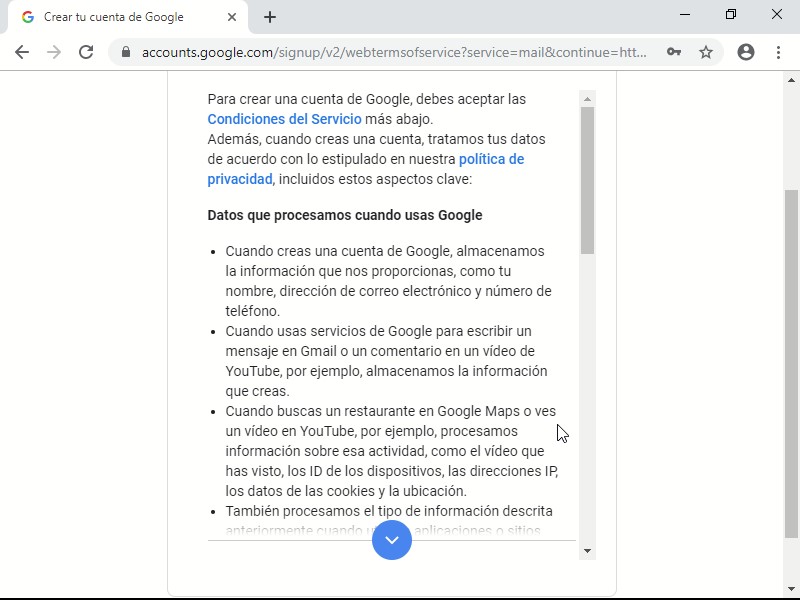 Crear tu cuenta de Google
accounts.google.com/signup/v2/webtermsofservice?service=mail&continue=htt...
Para crear una cuenta de Google, debes aceptar las
Condiciones del Servicio más abajo.
Además, cuando creas una cuenta, tratamos tus datos
de acuerdo con lo estipulado en nuestra política de
privacidad, incluidos estos aspectos clave:
Datos que procesamos cuando usas Google
• Cuando creas una cuenta de Google, almacenamos
la información que nos proporcionas, como tu
nombre, dirección de correo electrónico y número de
teléfono.
• Cuando usas servicios de Google para escribir un
mensaje en Gmail o un comentario en un vídeo de
YouTube, por ejemplo, almacenamos la información
que creas.
• Cuando buscas un restaurante en Google Maps o ves
un vídeo en YouTube, por ejemplo, procesamos
información sobre esa actividad, como el vídeo que
has visto, los ID de los dispositivos, las direcciones IP,
los datos de las cookies y la ubicación.
• También procesamos el tipo de información descrita
anteriormente cuando aplicaciones o sitios